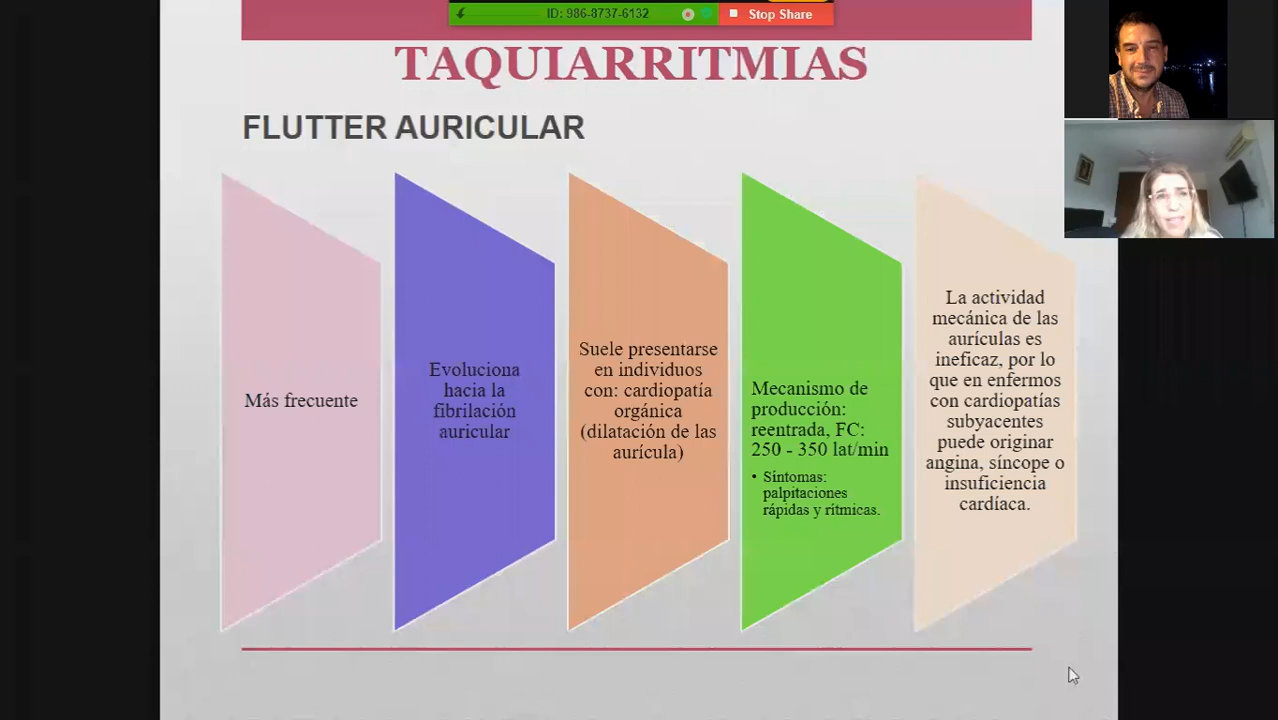 ID: 986-8737-6132
Stop Share
TAQUIARRITMIAS
FLUTTER AURICULAR
Más frecuente
Evoluciona
hacia la
fibrilación
auricular
Suele presentarse
en individuos
con: cardiopatía
orgánica
(dilatación de las
aurícula)
Mecanismo de
producción:
reentrada, FC:
250 - 350 lat/min
• Síntomas:
palpitaciones
rápidas y rítmicas.
La actividad
mecánica de las
aurículas es
ineficaz, por lo
que en enfermos
con cardiopatías
subyacentes
puede originar
angina, síncope o
insuficiencia
cardíaca.